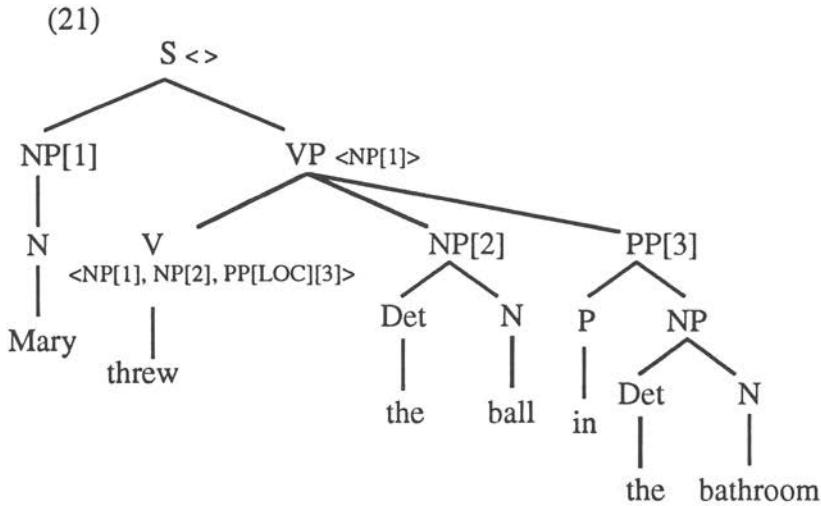 (21)
S < >
NP[1] VP <NP[1]>
N V NP[2] PP[3]
<NP[1], NP[2], PP[LOC][3]>
Det N P NP
Mary threw
the ball in Det N
the bathroom